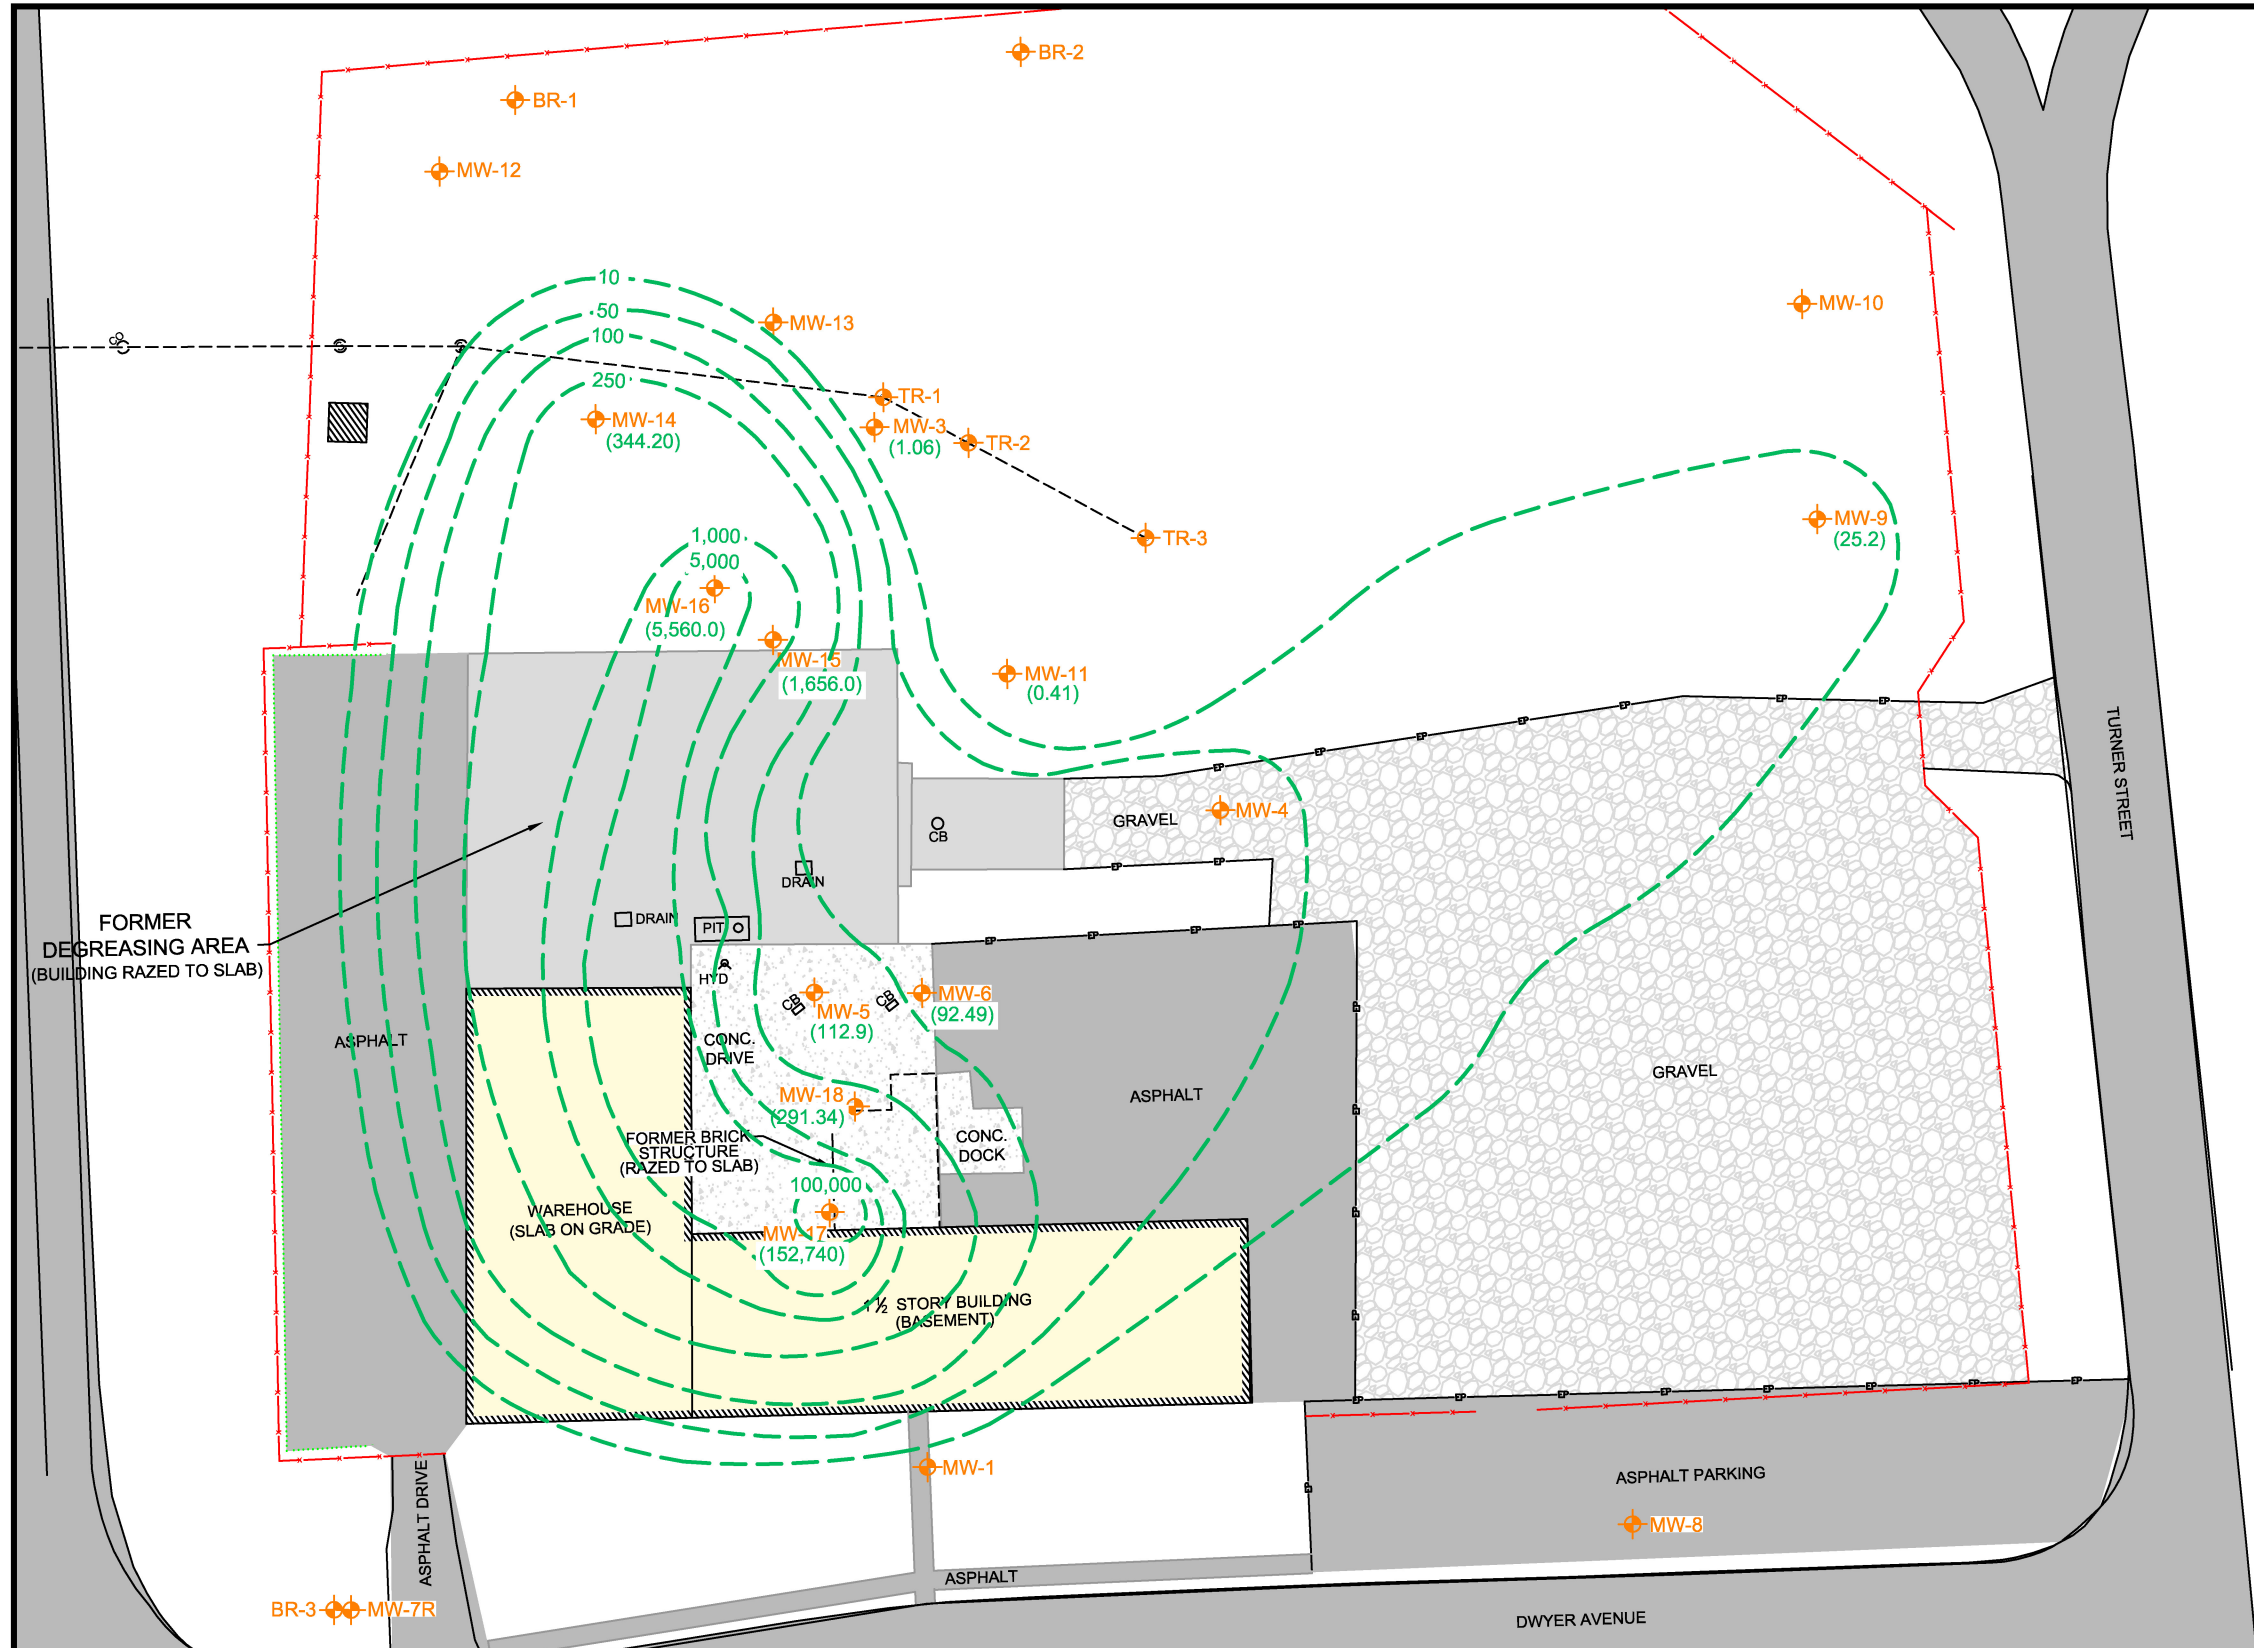 BR-2
BR-1
MW-12
10
50
100
250
MW-13
MW-10
CO
TR-1
MW-14
(344.20)
MW-3
(1.06)
TR-2
MW-9
(25.2)
TR-3
1,000
5,000
MW-16
(5,560.0)
MW-15
(1,656.0)
MW-11
(0.41)
TURNER STREET
MW-4
GRAVEL
CB
DRAIN
DRAIN
PIT
FORMER
DEGREASING AREA
(BUILDING RAZED TO SLAB)
HYD
CB
CB
MW-5
(112.9)
MW-6
(92.49)
ASPHALT
CONC.
DRIVE
GRAVEL
ASPHALT
MW-18
(291.34)
FORMER BRICK
STRUCTURE
(RAZED TO SLAB)
CONC.
DOCK
100,000
WAREHOUSE
(SLAB ON GRADE)
MW-17
(152,740)
1 ½ STORY BUILDING
(BASEMENT)
EP
MW-1
ASPHALT PARKING
MW-8
ASPHALT DRIVE
ASPHALT
BR-3
MW-7R
DWYER AVENUE